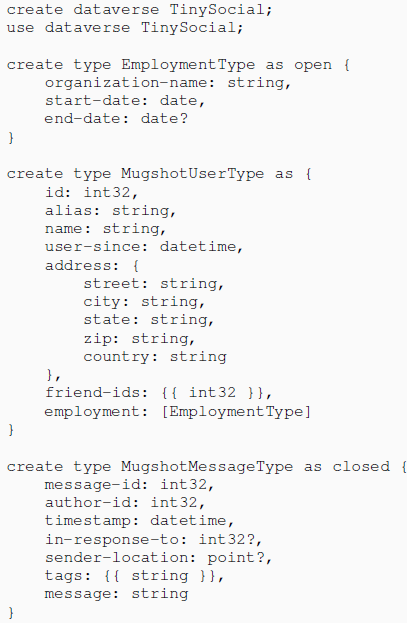 create dataverse TinySocial;
use dataverse TinySocial;

create type EmploymentType as open {
    organization-name: string,
    start-date: date,
    end-date: date?
}

create type MugshotUserType as {
    id: int32,
    alias: string,
    name: string,
    user-since: datetime,
    address: {
        street: string,
        city: string,
        state: string,
        zip: string,
        country: string
    },
    friend-ids: {{ int32 }},
    employment: [EmploymentType]
}

create type MugshotMessageType as closed {
    message-id: int32,
    author-id: int32,
    timestamp: datetime,
    in-response-to: int32?,
    sender-location: point?,
    tags: {{ string }},
    message: string
}